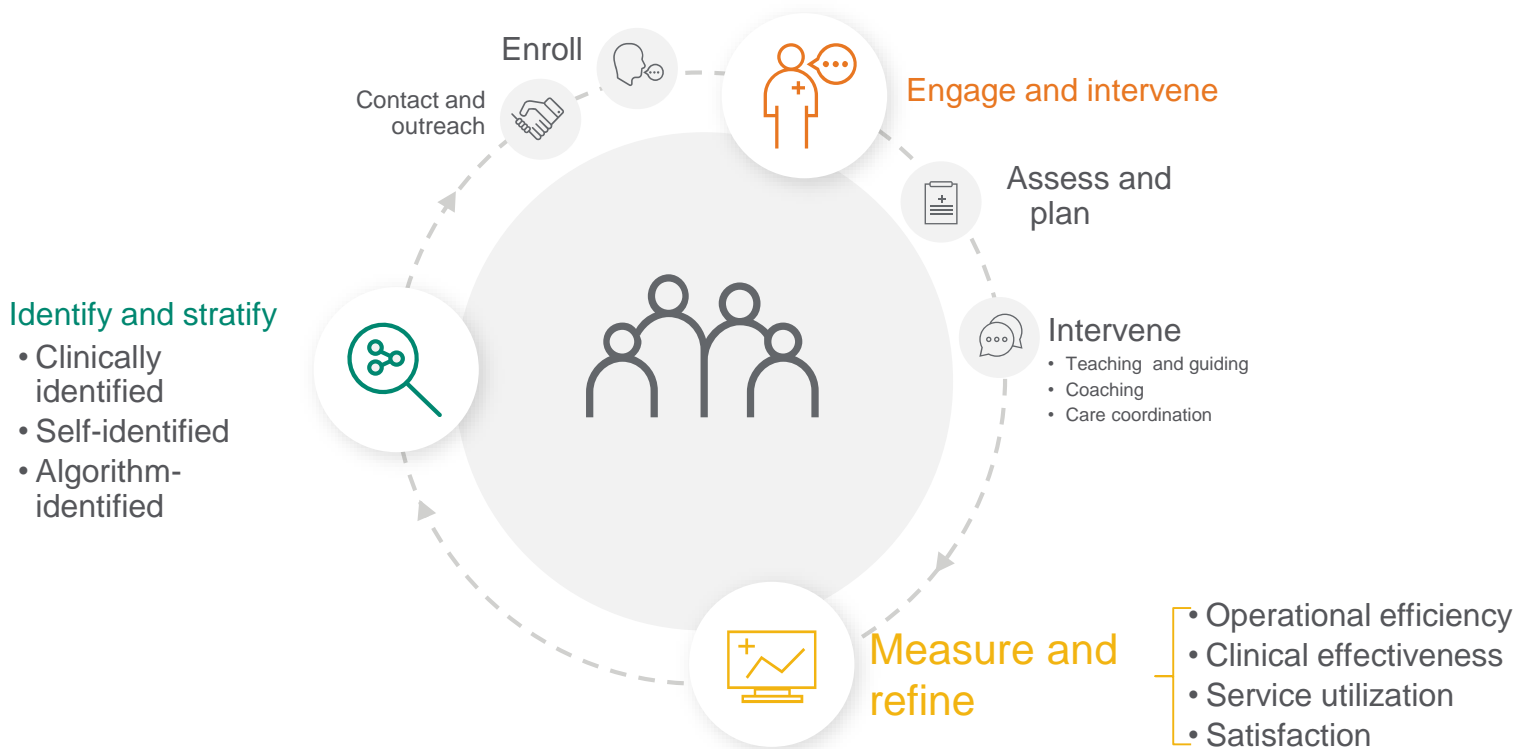 Enroll
Contact and
outreach
Engage and intervene
Assess and
plan
Identify and stratify
• Clinically
identified
• Self-identified
• Algorithm-
identified
Intervene
• Teaching and guiding
• Coaching
• Care coordination
Measure and
refine
• Operational efficiency
• Clinical effectiveness
• Service utilization
• Satisfaction